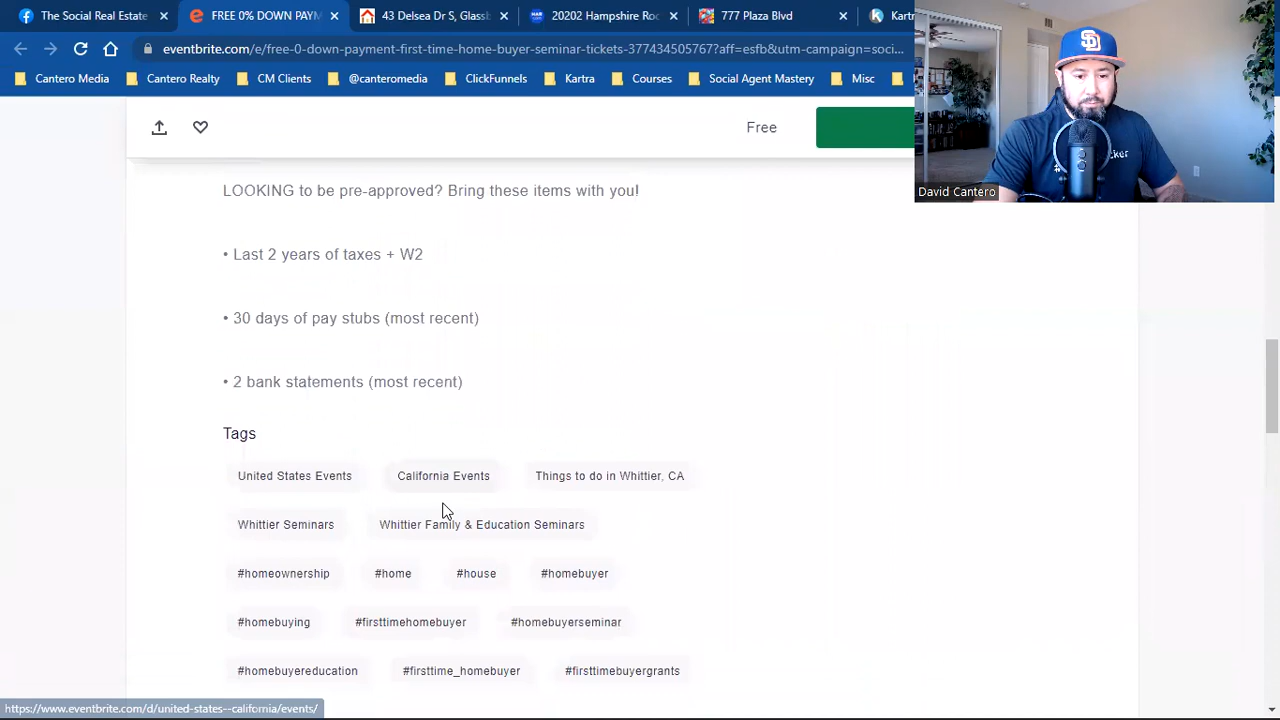 The Social Real Estate
FREE 0% DOWN PAYM
43 Delsea Dr S, Glassb
20202 Hampshire Roc
777 Plaza Blvd
Kart
eventbrite.com/e/free-0-down-payment-first-time-home-buyer-seminar-tickets-377434505767?aff=esfb&utm-campaign=soci...
Cantero Media
Cantero Realty
CM Clients
@canteromedia
ClickFunnels
Kartra
Courses
Social Agent Mastery
Misc
Free
David Cantero
LOOKING to be pre-approved? Bring these items with you!
• Last 2 years of taxes + W2
• 30 days of pay stubs (most recent)
• 2 bank statements (most recent)
Tags
United States Events
California Events
Things to do in Whittier, CA
Whittier Seminars
Whittier Family & Education Seminars
#homeownership
#home
#house
#homebuyer
#homebuying
#firsttimehomebuyer
#homebuyerseminar
#homebuyereducation
#firsttime_homebuyer
#firsttimebuyergrants
https://www.eventbrite.com/d/united-states--california/events/